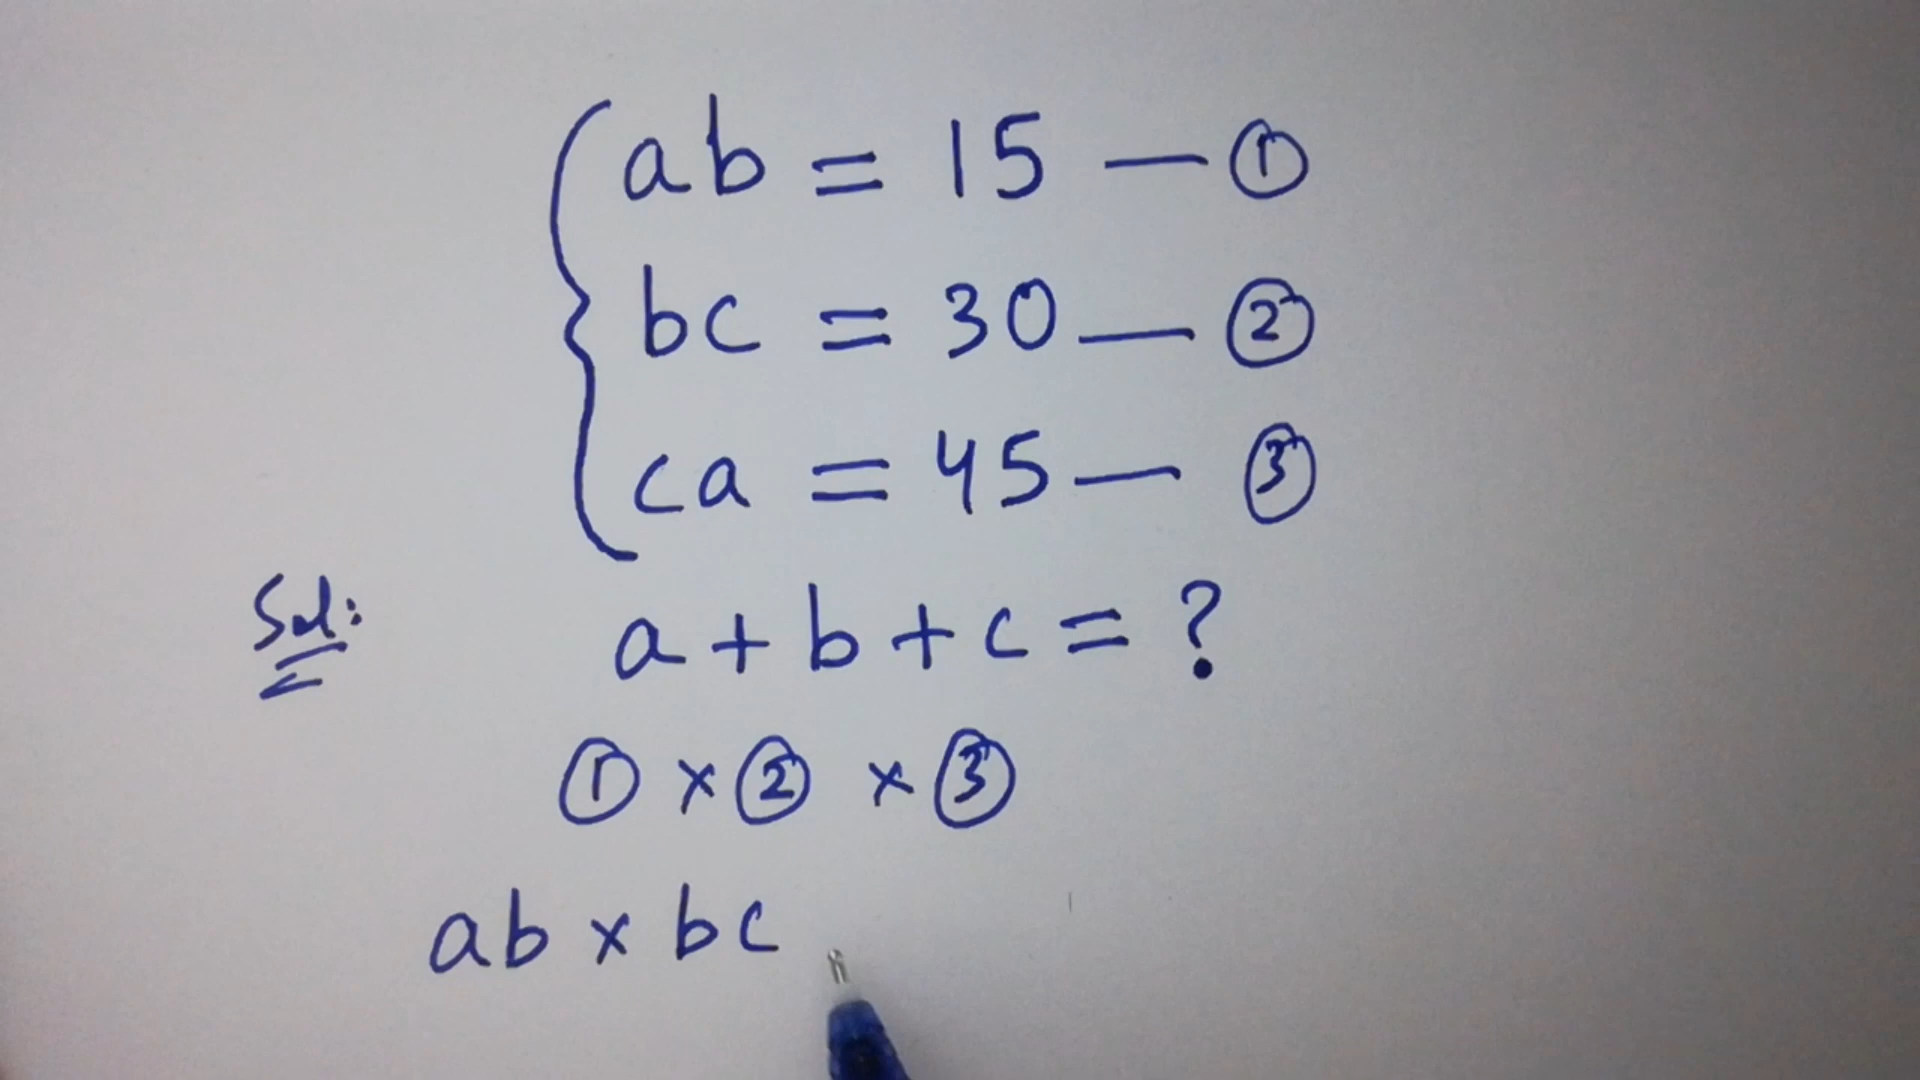 ab = 15 — ①
bc = 30 — ②
ca = 45 — ③
Sol:
a + b + c = ?
① × ② × ③
ab × bc